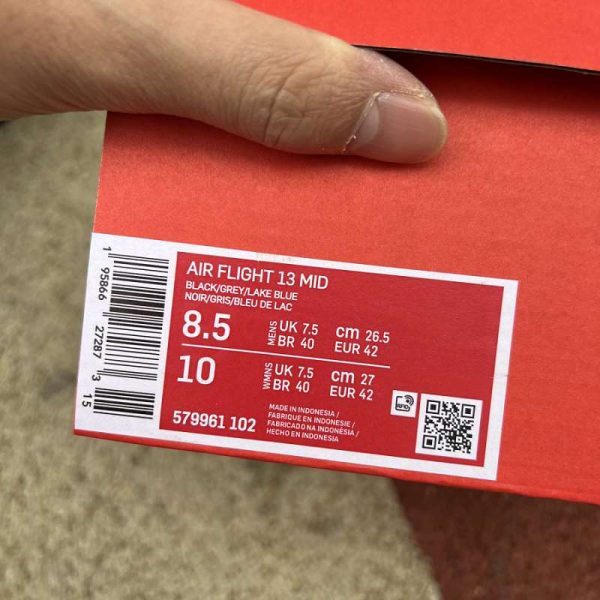 AIR FLIGHT 13 MID
BLACK/GREY/LAKE BLUE
NOIR/GRIS/BLEU DE LAC
8.5 MENS UK 7.5 cm 26.5
BR 40 EUR 42
10 WMNS UK 7.5 cm 27
BR 40 EUR 42
579961 102
MADE IN INDONESIA /
FABRIQUE EN INDONESIE /
FABRICADO NA INDONÉSIA /
HECHO EN INDONESIA
1 95866 27287 3 15